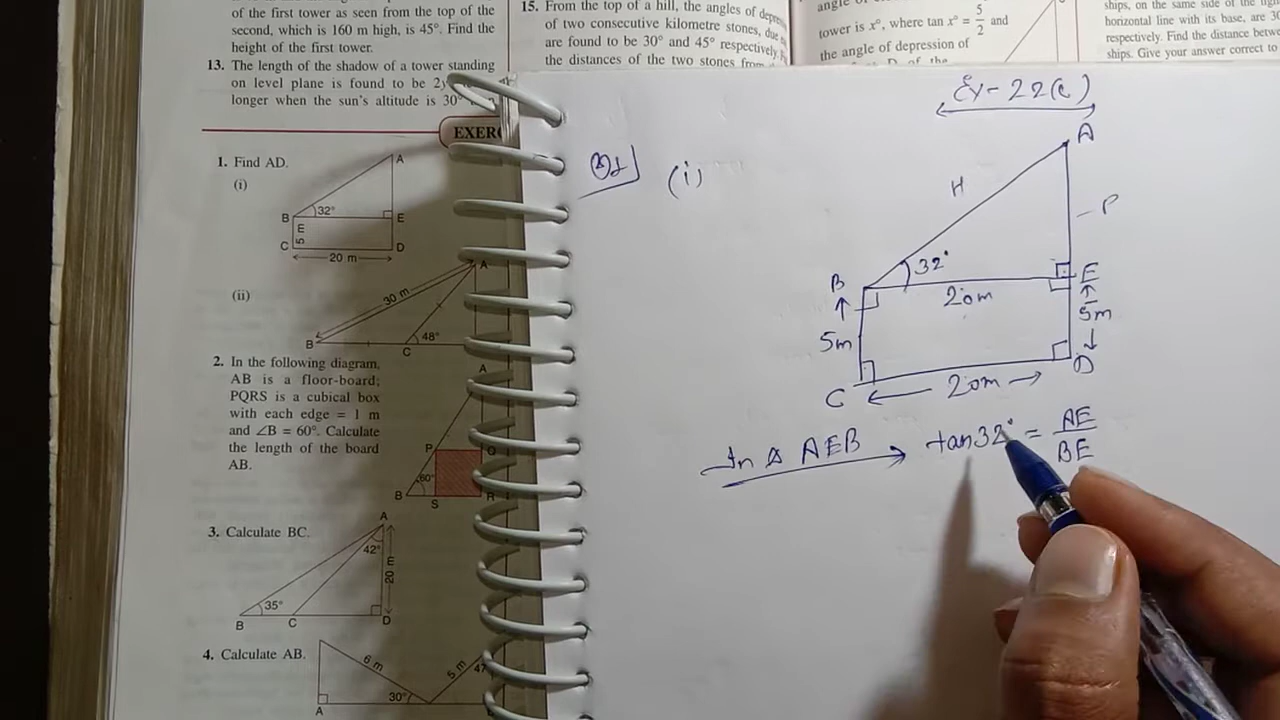 of the first tower as seen from the top of the
second, which is 160 m high, is 45°. Find the
height of the first tower.
13. The length of the shadow of a tower standing
on level plane is found to be 2y
longer when the sun's altitude is 30°
15. From the top of a hill, the angles of depres
of two consecutive kilometre stones, due
are found to be 30° and 45° respectively.
the distances of the two stones from
angle of
tower is x°, where tan x° = 5/2 and
the angle of depression of
ships, on the same side of the lig
horizontal line with its base, are 30
respectively. Find the distance betwe
ships. Give your answer correct to
EXER
1. Find AD.
(i)
A
B 32° E
5 m
C D
20 m
(ii)
A
30 m
B C 48°
2. In the following diagram,
AB is a floor-board;
PQRS is a cubical box
with each edge = 1 m
and ∠B = 60°. Calculate
the length of the board
AB.
A
P Q
60°
B S R
3. Calculate BC.
A
42°
20 m
35°
B C D
4. Calculate AB.
6 m 5 m 47
30°
A
Ex-22(C)
(i)
A
H
P
B 32° E
20m
5m 5m
C 20m D
In △ AEB → tan32° = AE/BE